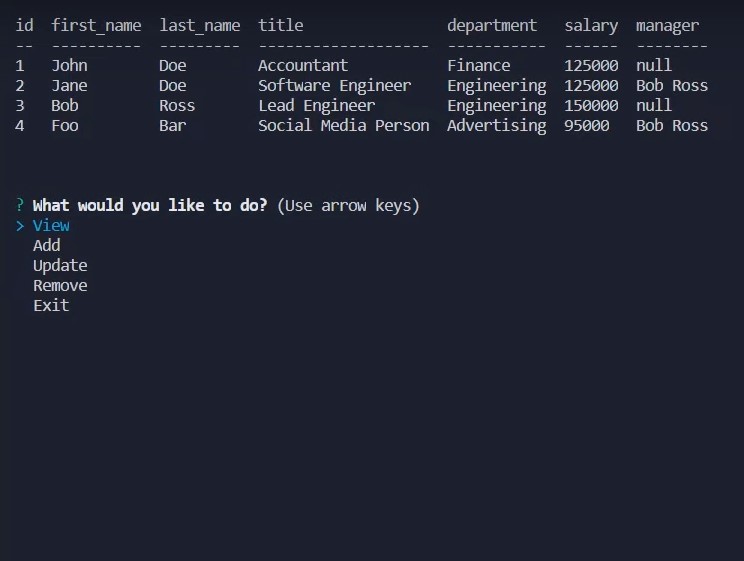 id  first_name  last_name  title                department   salary  manager
--  ----------  ---------  -------------------  -----------  ------  --------
1   John        Doe        Accountant           Finance      125000  null
2   Jane        Doe        Software Engineer    Engineering  125000  Bob Ross
3   Bob         Ross       Lead Engineer        Engineering  150000  null
4   Foo         Bar        Social Media Person  Advertising  95000   Bob Ross
? What would you like to do? (Use arrow keys)
> View
  Add
  Update
  Remove
  Exit